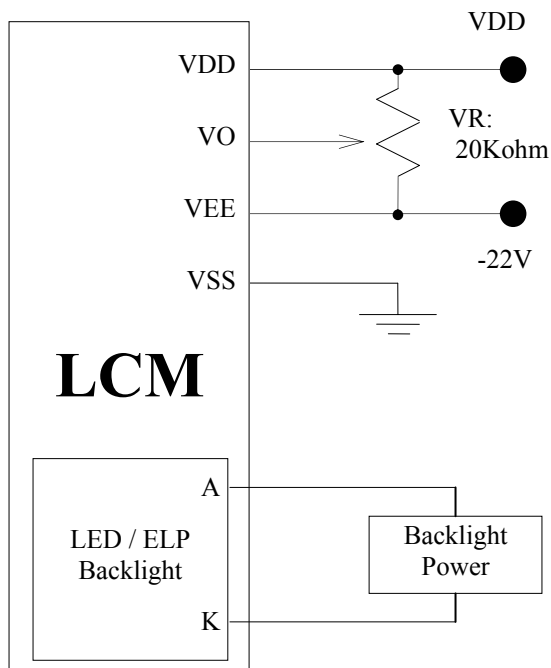 VDD
VDD
VO
VR:
20Kohm
VEE
-22V
VSS
LCM
A
LED / ELP
Backlight
Backlight
Power
K